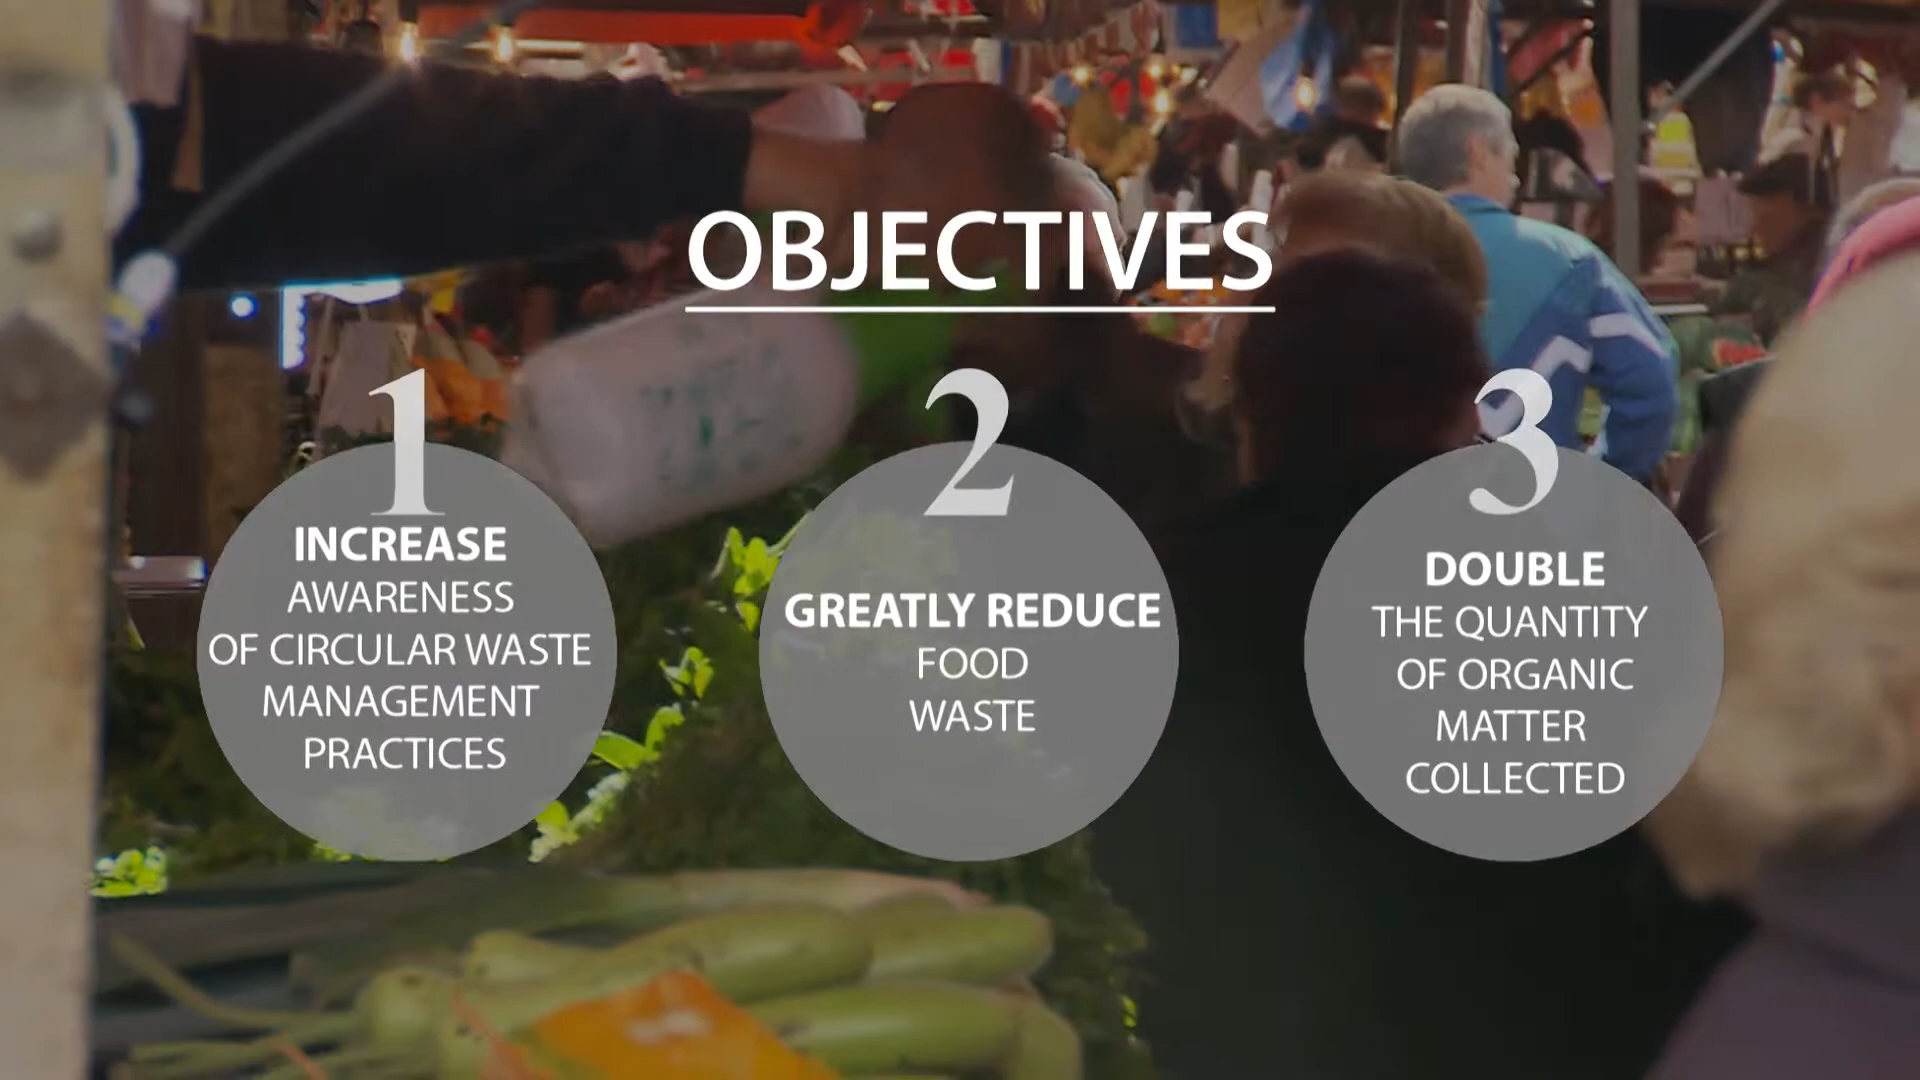 OBJECTIVES
1
INCREASE
AWARENESS
OF CIRCULAR WASTE
MANAGEMENT
PRACTICES
2
GREATLY REDUCE
FOOD
WASTE
3
DOUBLE
THE QUANTITY
OF ORGANIC
MATTER
COLLECTED